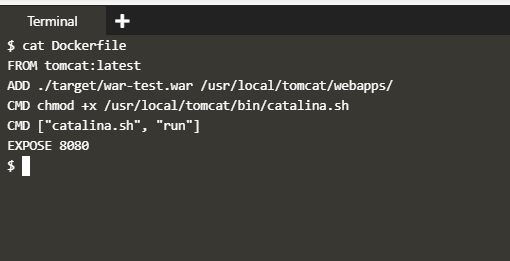 Terminal +
$ cat Dockerfile
FROM tomcat:latest
ADD ./target/war-test.war /usr/local/tomcat/webapps/
CMD chmod +x /usr/local/tomcat/bin/catalina.sh
CMD ["catalina.sh", "run"]
EXPOSE 8080
$